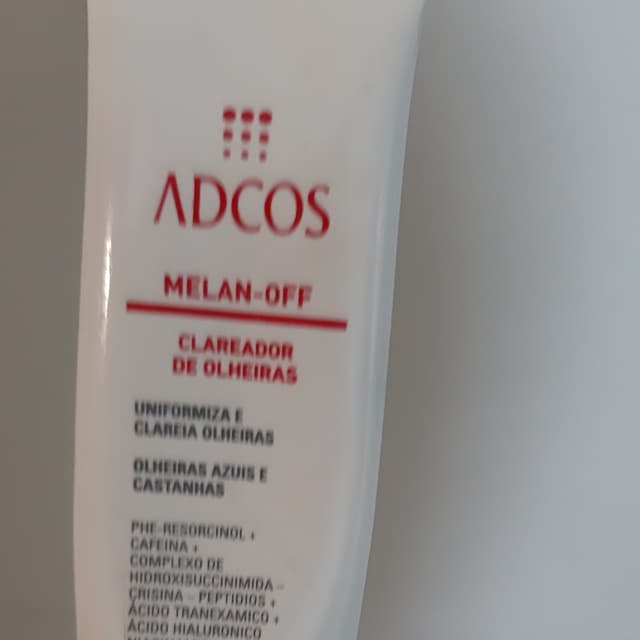 ADCOS
MELAN-OFF
CLAREADOR
DE OLHEIRAS
UNIFORMIZA E
CLAREIA OLHEIRAS
OLHEIRAS AZUIS E
CASTANHAS
PHE-RESORCINOL +
CAFEÍNA +
COMPLEXO DE
HIDROXISUCCINIMIDA -
CRISINA - PEPTIDIOS +
ÁCIDO TRANEXAMICO +
ÁCIDO HIALURONICO